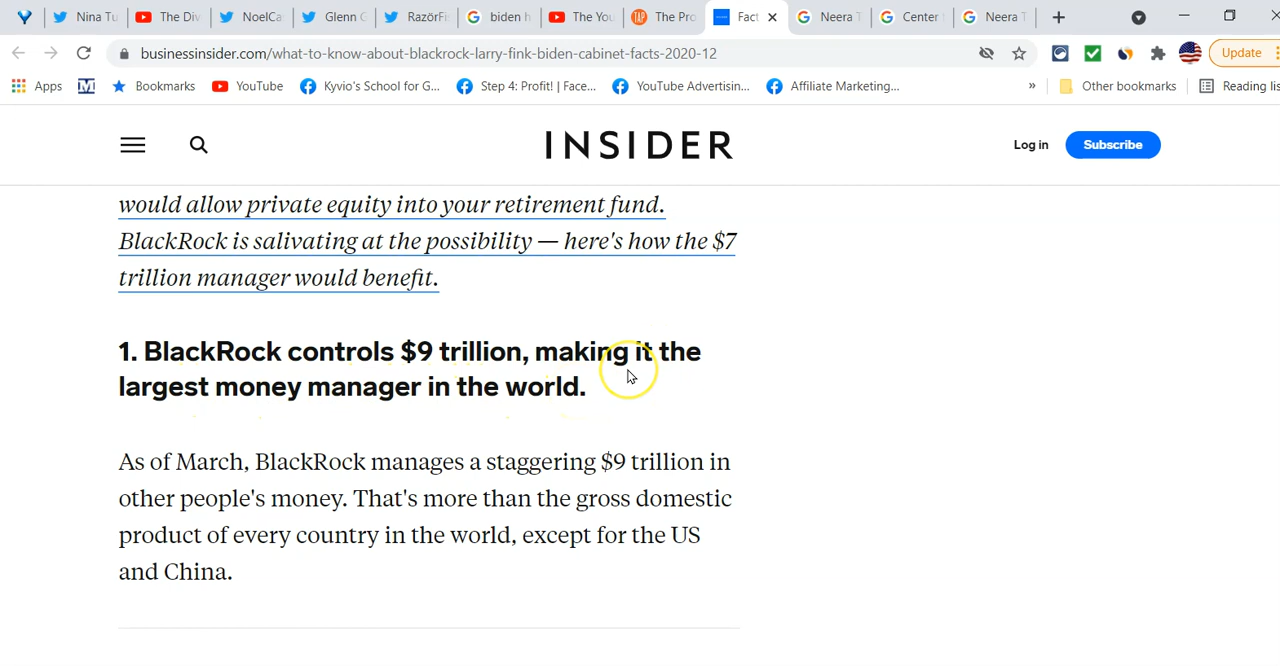 Nina Tu
The Div
NoelCa
Glenn G
RazörFi
biden h
The You
TAP
The Pro
Fact
Neera T
Center
Neera T
businessinsider.com/what-to-know-about-blackrock-larry-fink-biden-cabinet-facts-2020-12
Update
Apps
M
Bookmarks
YouTube
Kyvio's School for G...
Step 4: Profit! | Face...
YouTube Advertisin...
Affiliate Marketing...
»
Other bookmarks
Reading lis
INSIDER
Log in
Subscribe
would allow private equity into your retirement fund.
BlackRock is salivating at the possibility — here's how the $7
trillion manager would benefit.
1. BlackRock controls $9 trillion, making it the
largest money manager in the world.
As of March, BlackRock manages a staggering $9 trillion in
other people's money. That's more than the gross domestic
product of every country in the world, except for the US
and China.